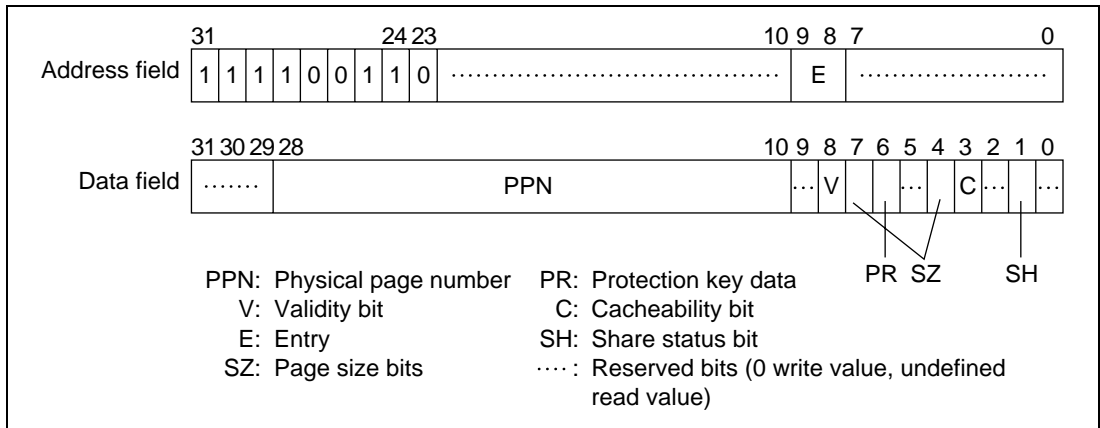 31 24 23 10 9 8 7 0
Address field 1 1 1 1 0 0 1 1 0 ⋯⋯ E ⋯⋯
31 30 29 28 10 9 8 7 6 5 4 3 2 1 0
Data field ⋯⋯ PPN ⋯ V ⋯ C ⋯ ⋯
PR SZ SH
PPN: Physical page number PR: Protection key data
V: Validity bit C: Cacheability bit
E: Entry SH: Share status bit
SZ: Page size bits ⋯⋯ : Reserved bits (0 write value, undefined
read value)